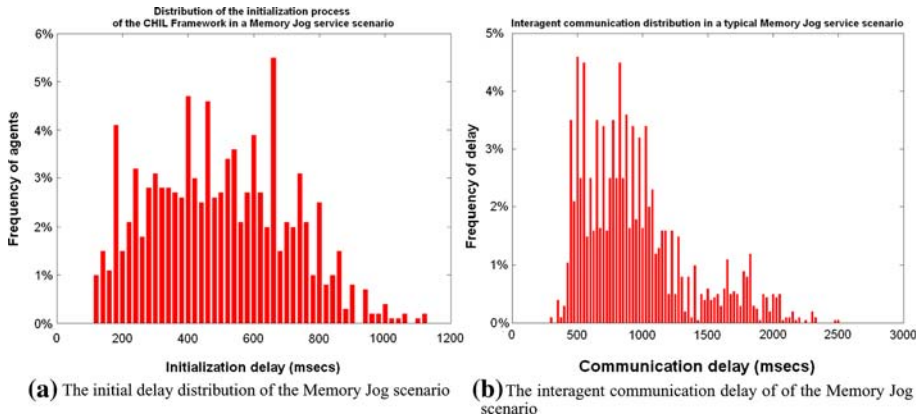 Distribution of the initialization process
of the CHIL Framework in a Memory Jog service scenario
6%
5%
4%
3%
2%
1%
0%
Frequency of agents
0
200
400
600
800
1000
1200
Initialization delay (msecs)
(a) The initial delay distribution of the Memory Jog scenario
Interagent communication distribution in a typical Memory Jog service scenario
5%
4%
3%
2%
1%
0%
Frequency of delay
0
500
1000
1500
2000
2500
3000
Communication delay (msecs)
(b) The interagent communication delay of of the Memory Jog
scenario